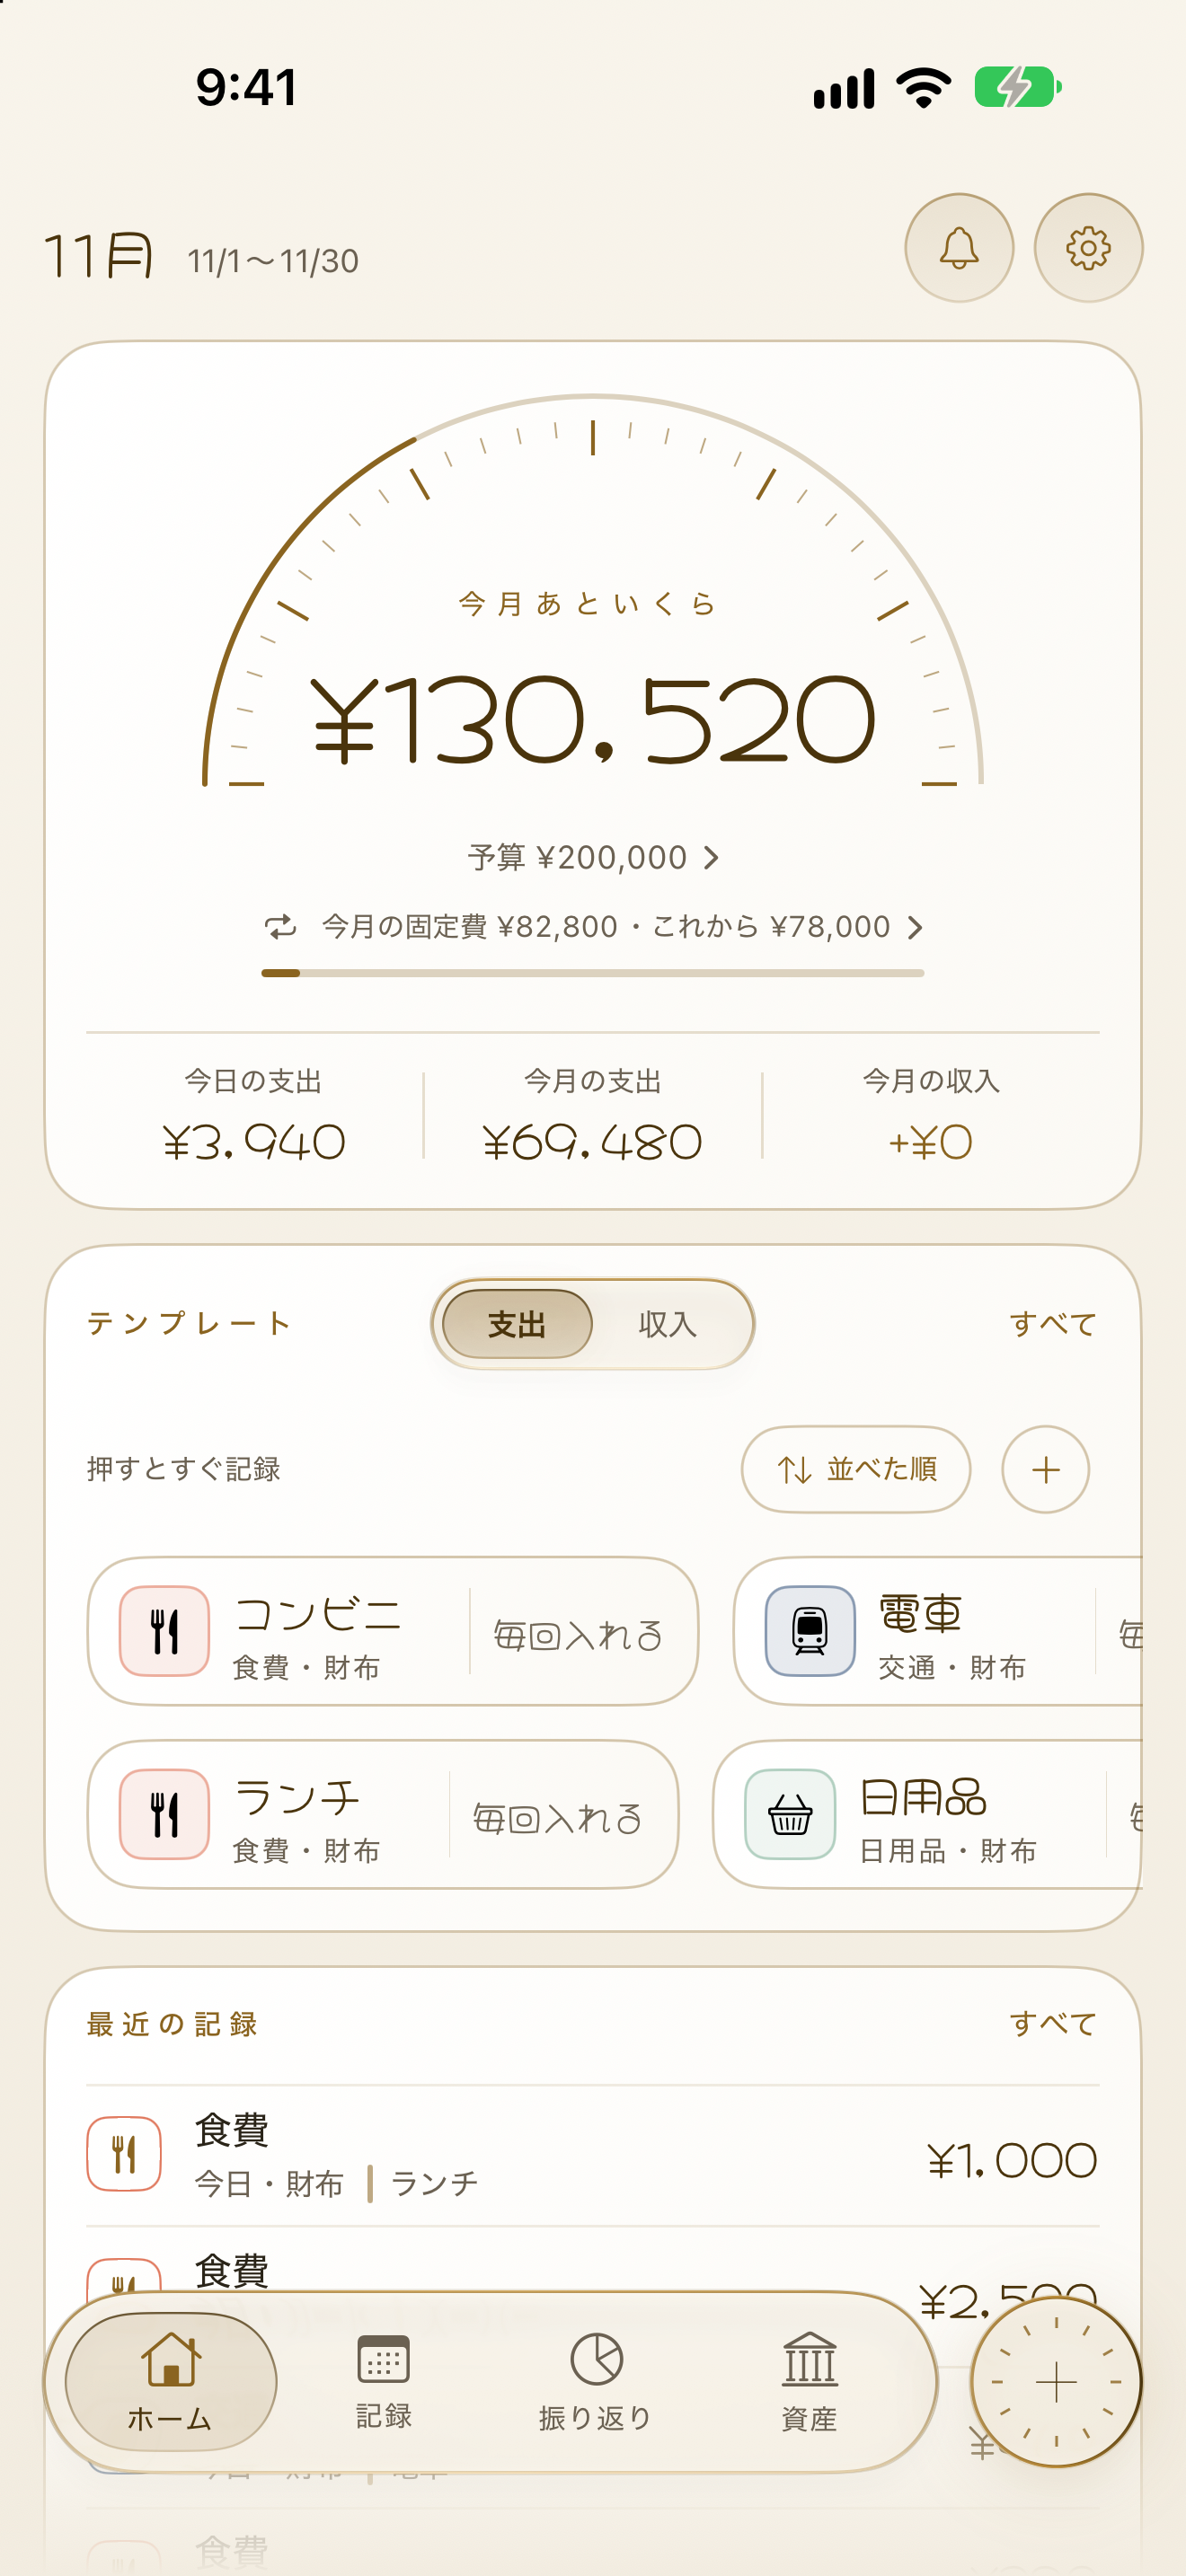 9:41
11月 11/1〜11/30
今月あといくら
¥130,520
予算 ¥200,000
今月の固定費 ¥82,800・これから ¥78,000
今日の支出 今月の支出 今月の収入
¥3,940 ¥69,480 +¥0
テンプレート 支出 収入 すべて
押すとすぐ記録 並べた順
コンビニ 毎回入れる 電車
食費・財布 交通・財布
ランチ 毎回入れる 日用品
食費・財布 日用品・財布
最近の記録 すべて
食費
¥1,000
今日・財布 ランチ
食費
¥2,500
ホーム 記録 振り返り 資産
食費